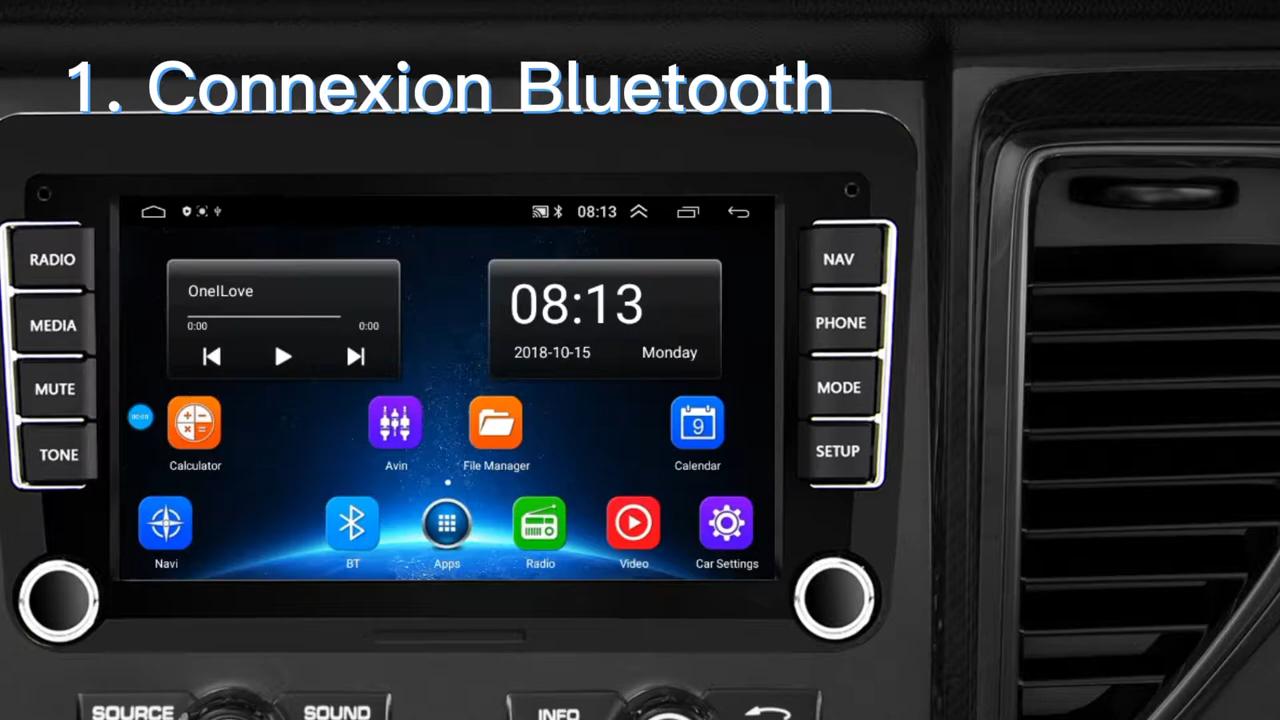 1. Connexion Bluetooth
08:13
RADIO
MEDIA
MUTE
TONE
OnelLove
0:00
0:00
08:13
2018-10-15
Monday
Calculator
Avin
File Manager
9
Calendar
Navi
BT
Apps
Radio
Video
Car Settings
NAV
PHONE
MODE
SETUP
SOURCE
SOUND
INFO